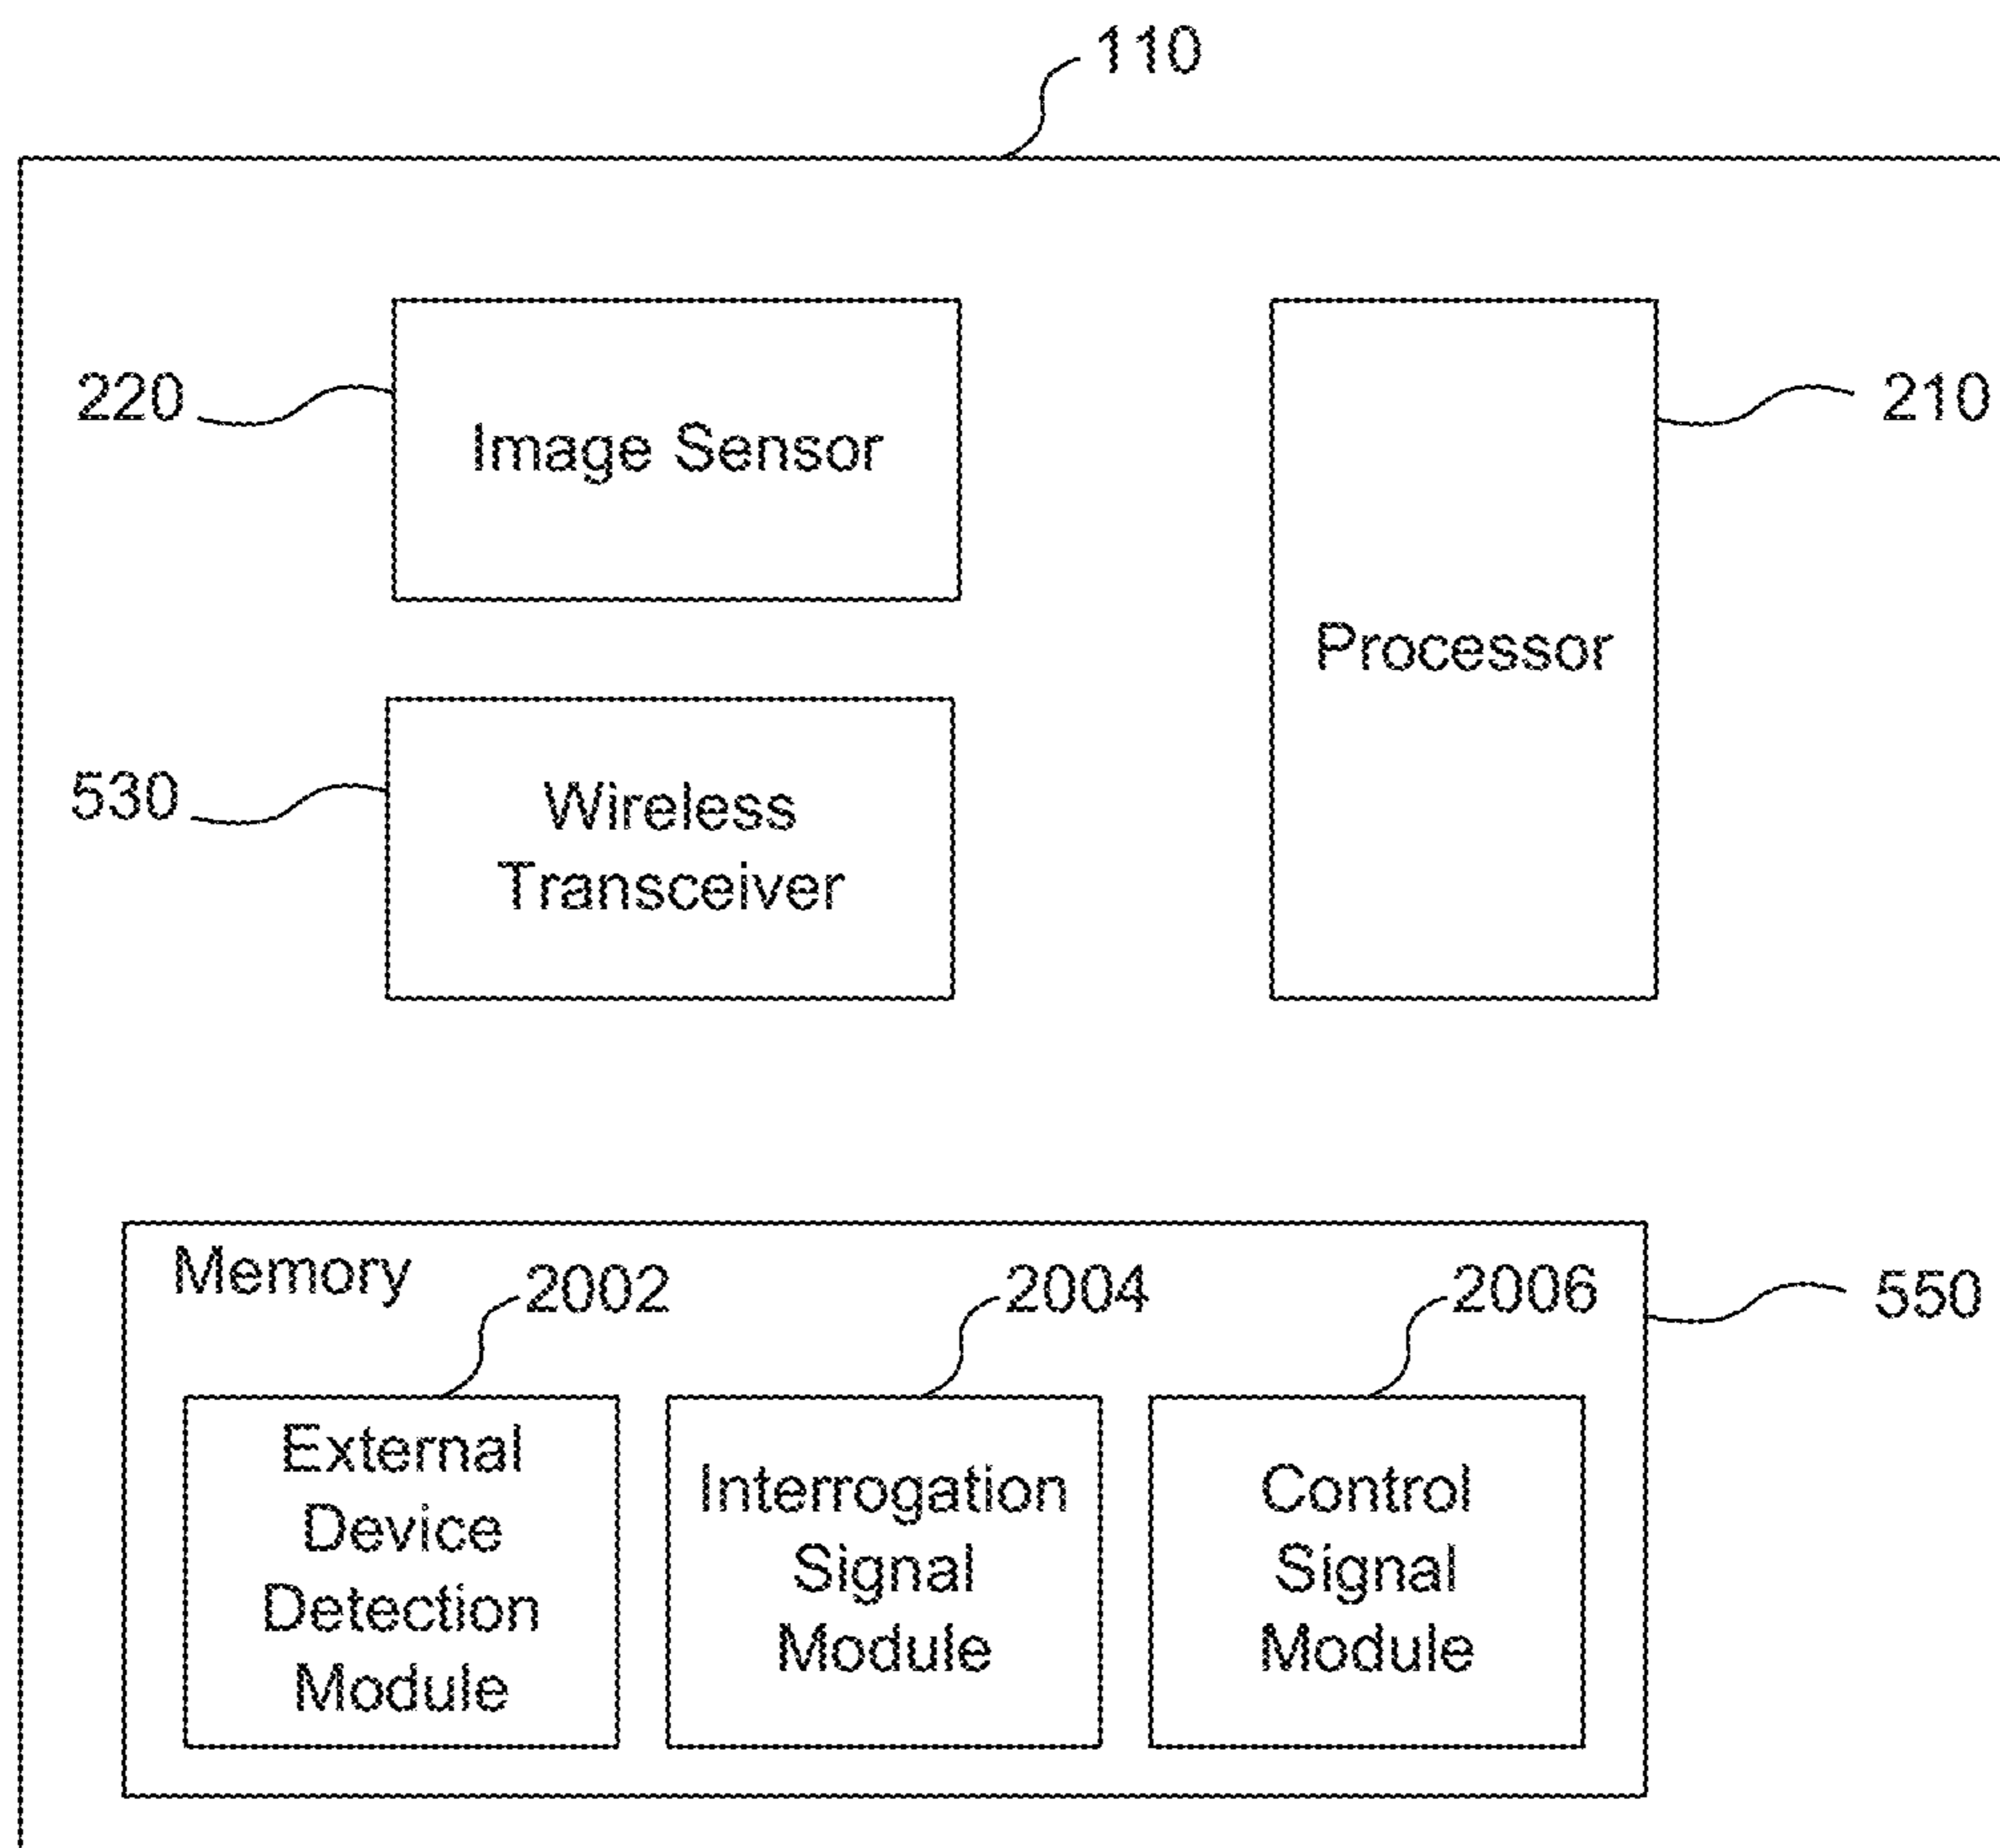 110
220
Image Sensor
210
Processor
530
Wireless
Transceiver
Memory
2002
2004
2006
550
External
Device
Detection
Module
Interrogation
Signal
Module
Control
Signal
Module